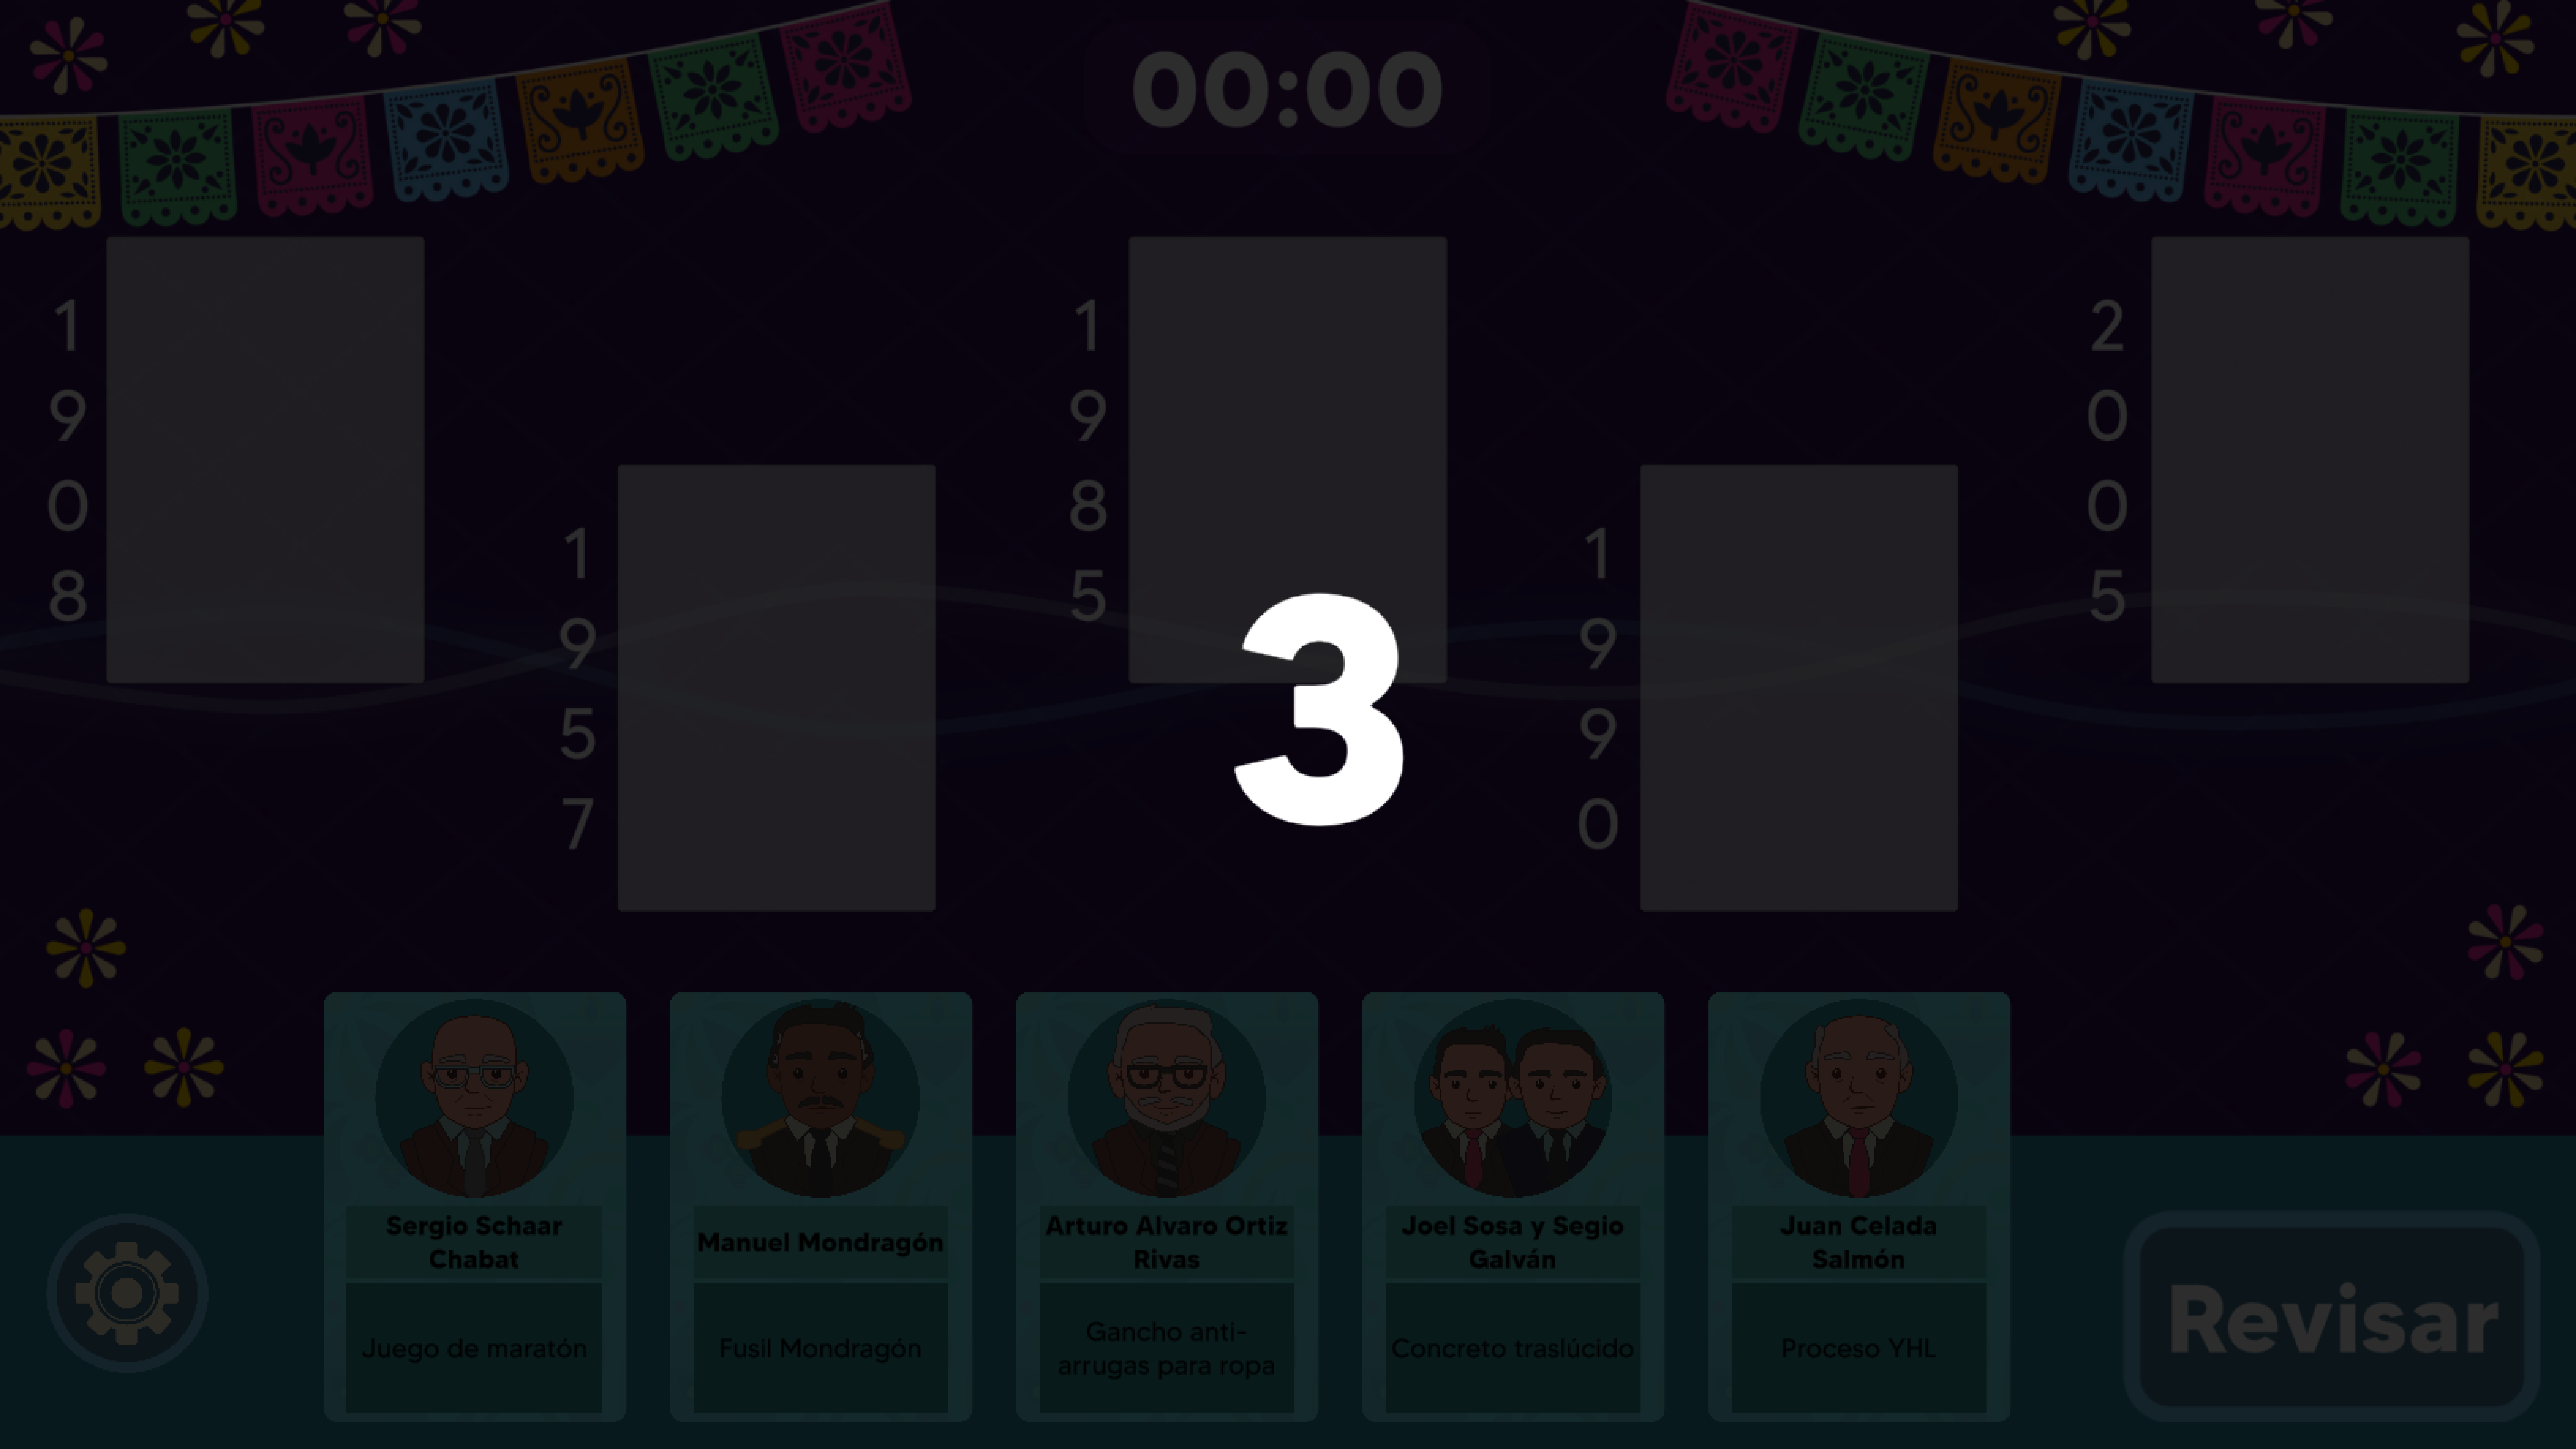 00:00
1
9
0
8
1
9
5
7
1
9
8
5
1
9
9
0
2
0
0
5
3
Sergio Schaar
Chabat
Juego de maratón
Manuel Mondragón
Fusil Mondragón
Arturo Alvaro Ortiz
Rivas
Gancho anti-
arrugas para ropa
Joel Sosa y Segio
Galván
Concreto traslúcido
Juan Celada
Salmón
Proceso YHL
Revisar